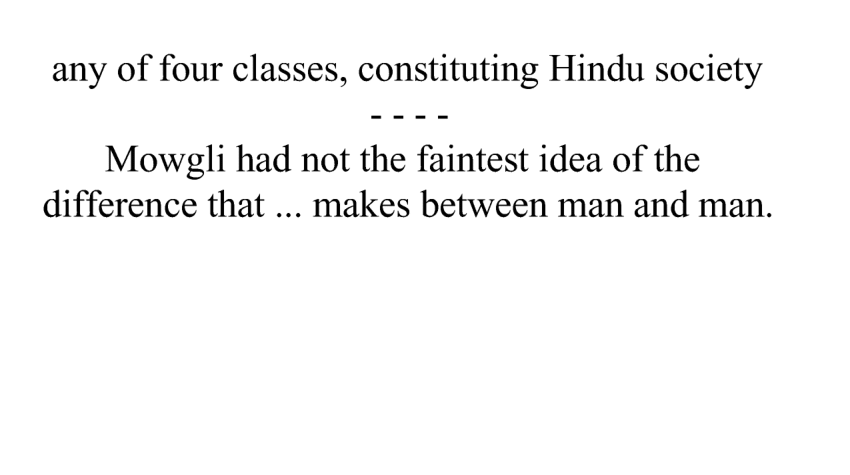 any of four classes, constituting Hindu society
- - - -
Mowgli had not the faintest idea of the
difference that ... makes between man and man.